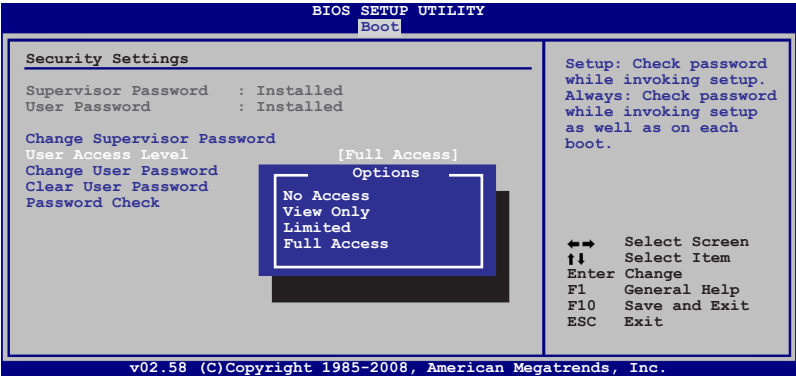 BIOS SETUP UTILITY
Boot
Security Settings
Supervisor Password : Installed
User Password : Installed
Change Supervisor Password
User Access Level [Full Access]
Change User Password
Clear User Password
Password Check
Options
No Access
View Only
Limited
Full Access
Setup: Check password
while invoking setup.
Always: Check password
while invoking setup
as well as on each
boot.
←→ Select Screen
↑↓ Select Item
Enter Change
F1 General Help
F10 Save and Exit
ESC Exit
v02.58 (C)Copyright 1985-2008, American Megatrends, Inc.